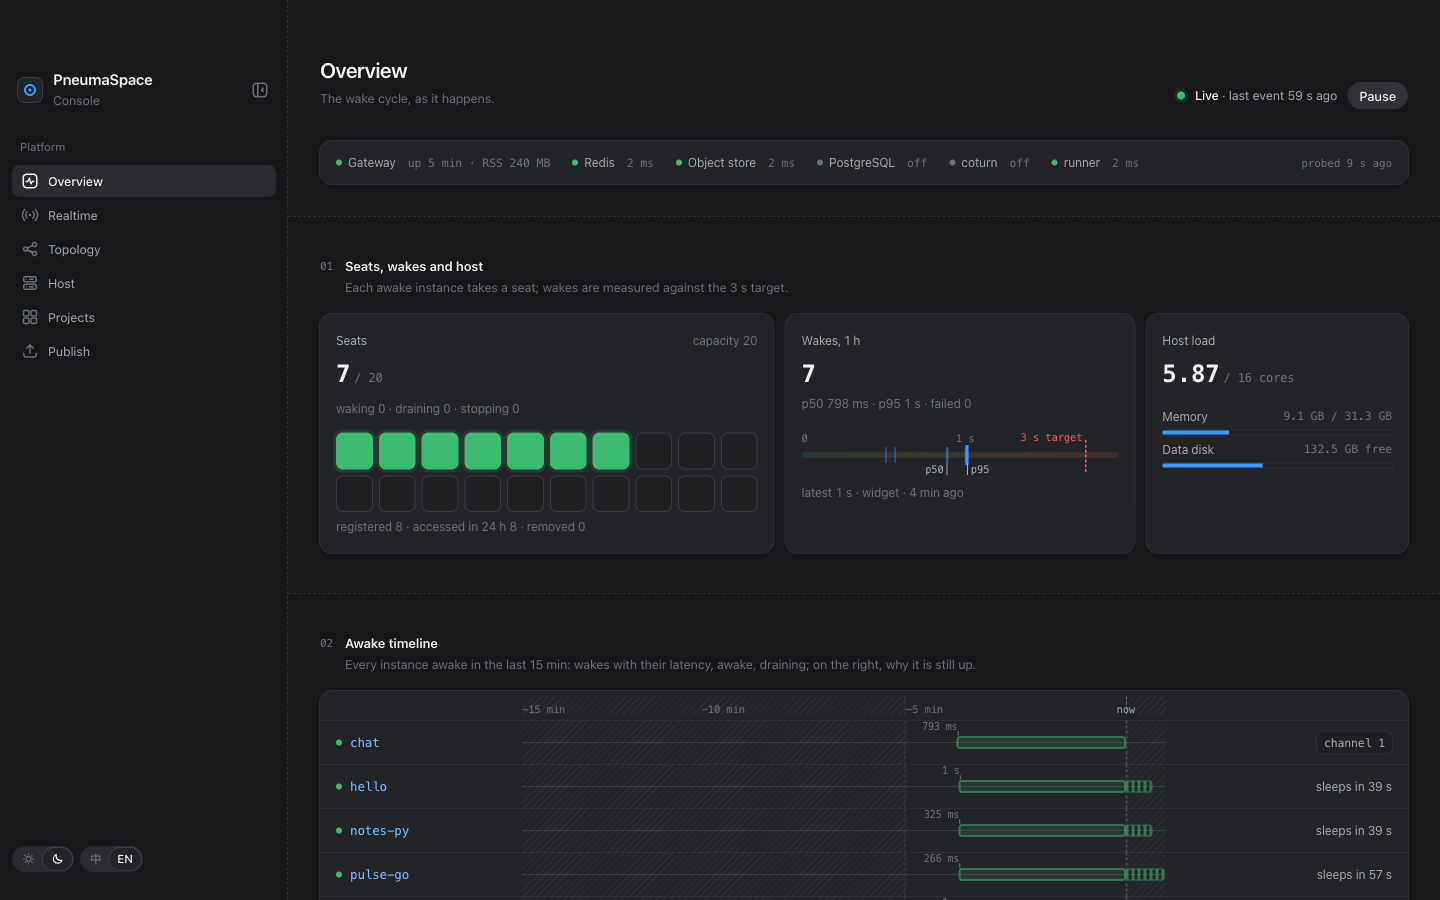 PneumaSpace
Console
Platform
Overview
Realtime
Topology
Host
Projects
Publish
中 EN
Overview
The wake cycle, as it happens.
Live · last event 59 s ago Pause
Gateway up 5 min · RSS 240 MB Redis 2 ms Object store 2 ms PostgreSQL off coturn off runner 2 ms probed 9 s ago
01 Seats, wakes and host
Each awake instance takes a seat; wakes are measured against the 3 s target.
Seats capacity 20
7 / 20
waking 0 · draining 0 · stopping 0
registered 8 · accessed in 24 h 8 · removed 0
Wakes, 1 h
7
p50 798 ms · p95 1 s · failed 0
0 1 s 3 s target
p50 p95
latest 1 s · widget · 4 min ago
Host load
5.87 / 16 cores
Memory 9.1 GB / 31.3 GB
Data disk 132.5 GB free
02 Awake timeline
Every instance awake in the last 15 min: wakes with their latency, awake, draining; on the right, why it is still up.
−15 min −10 min −5 min now
793 ms
chat channel 1
1 s
hello sleeps in 39 s
325 ms
notes-py sleeps in 39 s
266 ms
pulse-go sleeps in 57 s